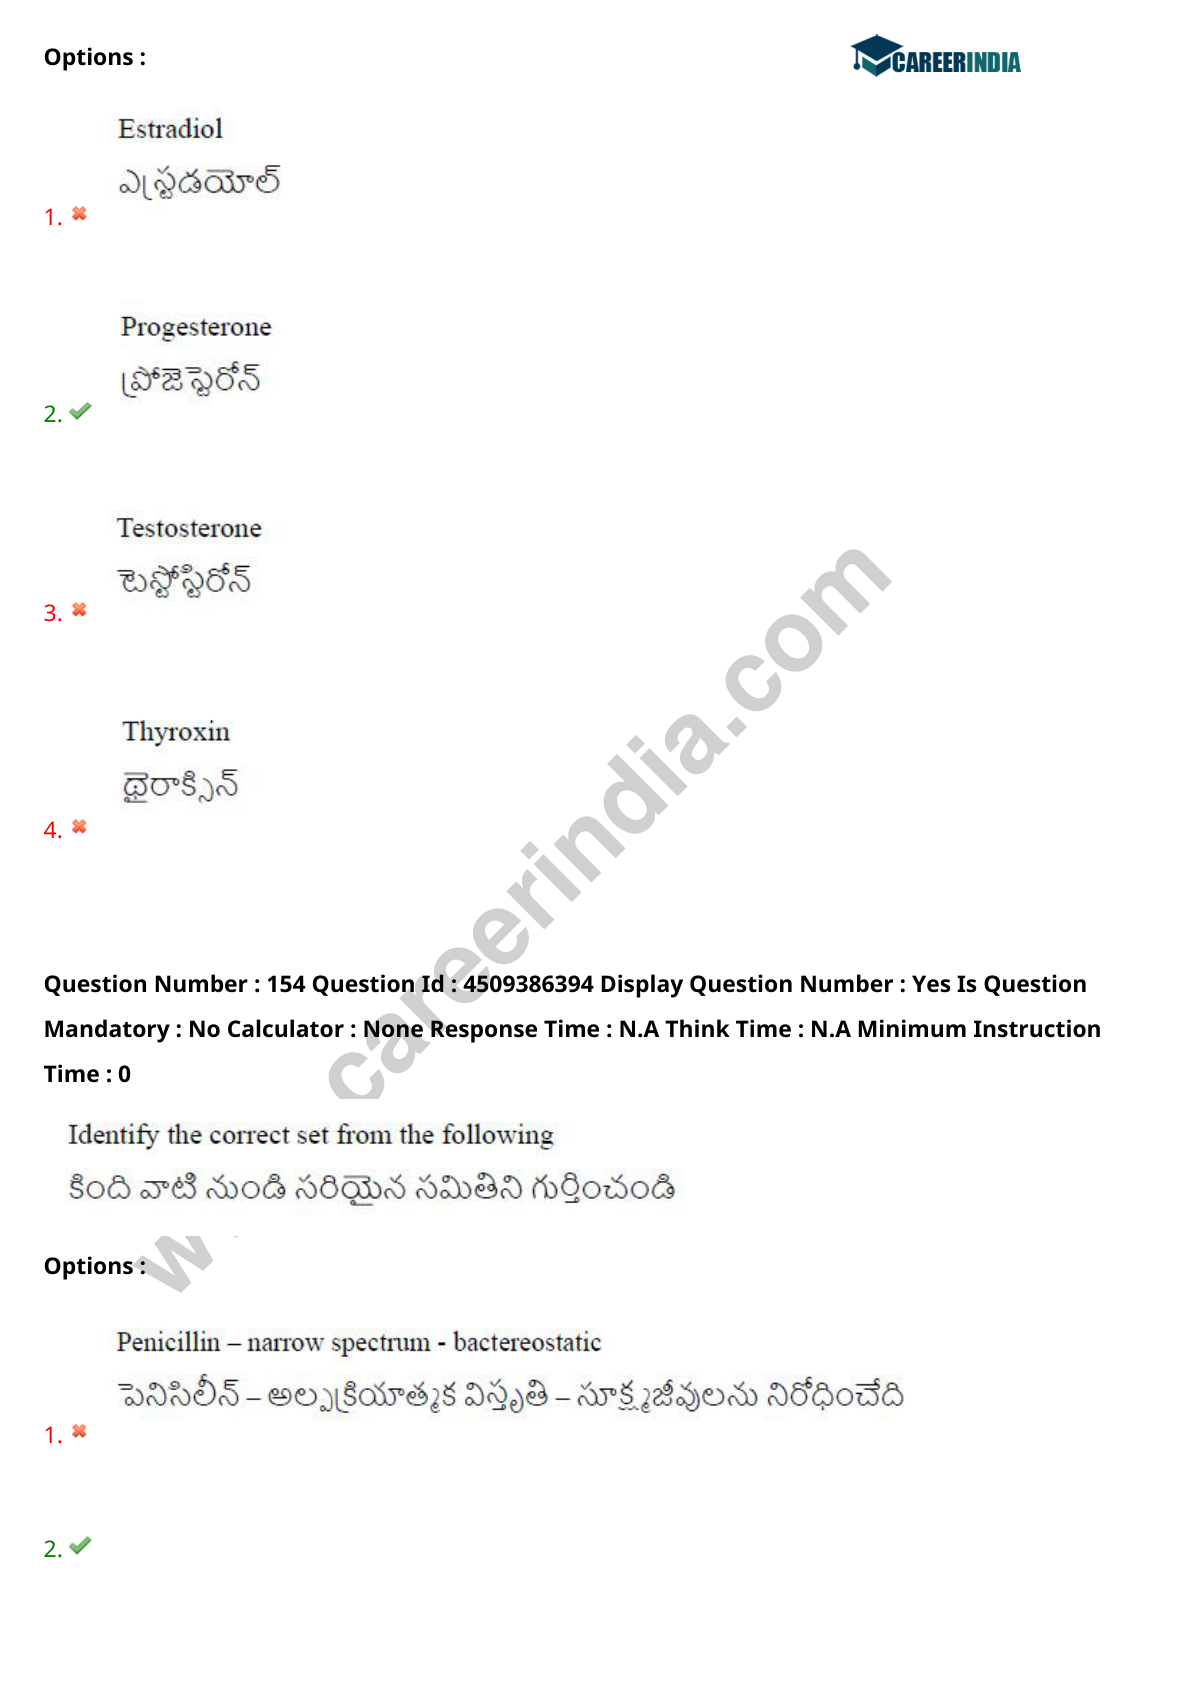 Options :
CAREERINDIA
Estradiol
ఎస్ట్రడయోల్
1.
Progesterone
ప్రోజెస్టెరోన్
2.
Testosterone
టెస్టోస్టిరోన్
3.
Thyroxin
థైరాక్సిన్
4.
Question Number : 154 Question Id : 4509386394 Display Question Number : Yes Is Question
Mandatory : No Calculator : None Response Time : N.A Think Time : N.A Minimum Instruction
Time : 0
Identify the correct set from the following
కింది వాటి నుండి సరియైన సమితిని గుర్తించండి
Options :
Penicillin – narrow spectrum - bactereostatic
పెనిసిలీన్ – అల్పక్రియాత్మక విస్తృతి – సూక్ష్మజీవులను నిరోధించేది
1.
2.
careerindia.com